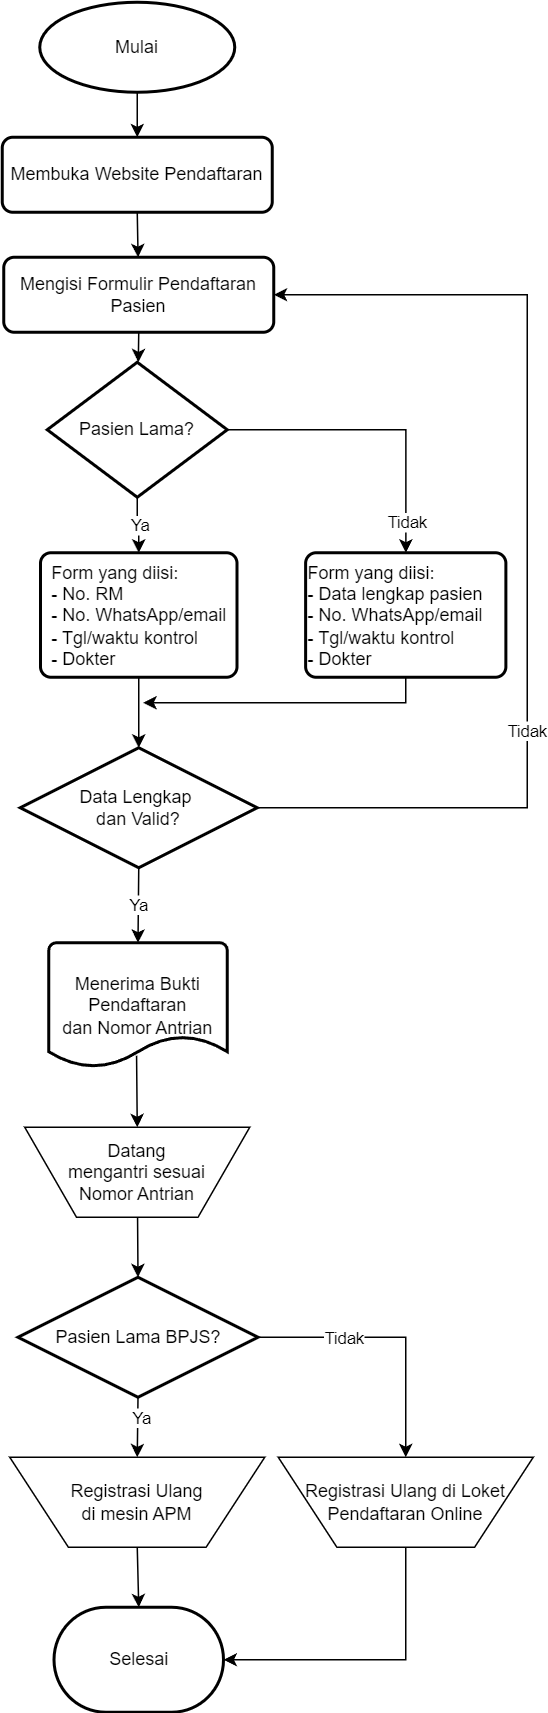 Mulai
Membuka Website Pendaftaran
Mengisi Formulir Pendaftaran
Pasien
Pasien Lama?
Ya
Tidak
Form yang diisi:
- No. RM
- No. WhatsApp/email
- Tgl/waktu kontrol
- Dokter
Form yang diisi:
- Data lengkap pasien
- No. WhatsApp/email
- Tgl/waktu kontrol
- Dokter
Tidak
Data Lengkap
dan Valid?
Ya
Menerima Bukti
Pendaftaran
dan Nomor Antrian
Datang
mengantri sesuai
Nomor Antrian
Pasien Lama BPJS?
Tidak
Ya
Registrasi Ulang
di mesin APM
Registrasi Ulang di Loket
Pendaftaran Online
Selesai